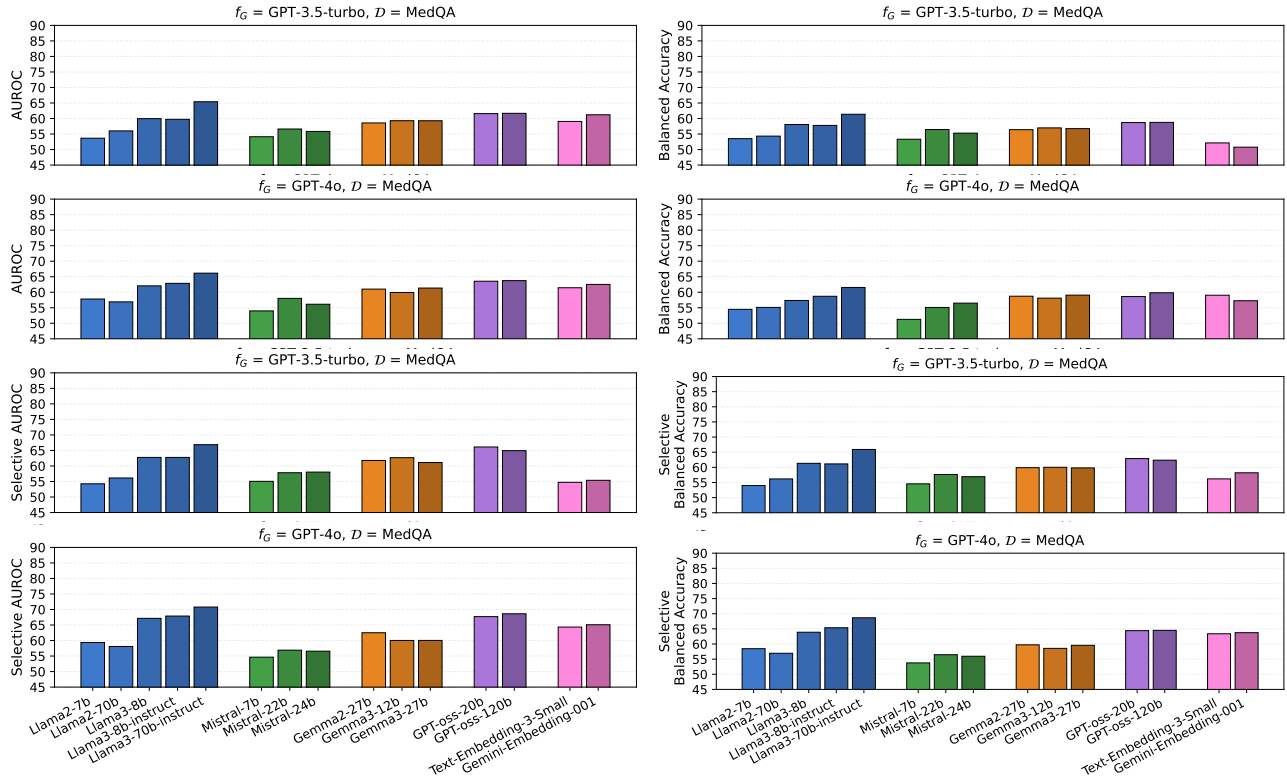 f_G = GPT-3.5-turbo, 𝒟 = MedQA
AUROC
90
85
80
75
70
65
60
55
50
45
f_G = GPT-3.5-turbo, 𝒟 = MedQA
Balanced Accuracy
90
85
80
75
70
65
60
55
50
45
f_G = GPT-4o, 𝒟 = MedQA
AUROC
90
85
80
75
70
65
60
55
50
45
f_G = GPT-4o, 𝒟 = MedQA
Balanced Accuracy
90
85
80
75
70
65
60
55
50
45
f_G = GPT-3.5-turbo, 𝒟 = MedQA
Selective AUROC
90
85
80
75
70
65
60
55
50
45
f_G = GPT-3.5-turbo, 𝒟 = MedQA
Selective
Balanced Accuracy
90
85
80
75
70
65
60
55
50
45
f_G = GPT-4o, 𝒟 = MedQA
Selective AUROC
90
85
80
75
70
65
60
55
50
45
Llama2-7b
Llama2-70b
Llama3-8b
Llama3-8b-instruct
Llama3-70b-instruct
Mistral-7b
Mistral-22b
Mistral-24b
Gemma2-27b
Gemma3-12b
Gemma3-27b
GPT-oss-20b
GPT-oss-120b
Text-Embedding-3-Small
Gemini-Embedding-001
f_G = GPT-4o, 𝒟 = MedQA
Selective
Balanced Accuracy
90
85
80
75
70
65
60
55
50
45
Llama2-7b
Llama2-70b
Llama3-8b
Llama3-8b-instruct
Llama3-70b-instruct
Mistral-7b
Mistral-22b
Mistral-24b
Gemma2-27b
Gemma3-12b
Gemma3-27b
GPT-oss-20b
GPT-oss-120b
Text-Embedding-3-Small
Gemini-Embedding-001